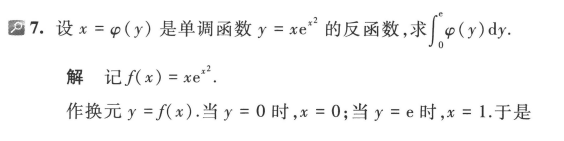 7. 设 x = φ(y) 是单调函数 y = xe^{x²} 的反函数,求∫₀ᵉ φ(y)dy.
解 记 f(x) = xe^{x²}.
作换元 y = f(x).当 y = 0 时,x = 0;当 y = e 时,x = 1.于是